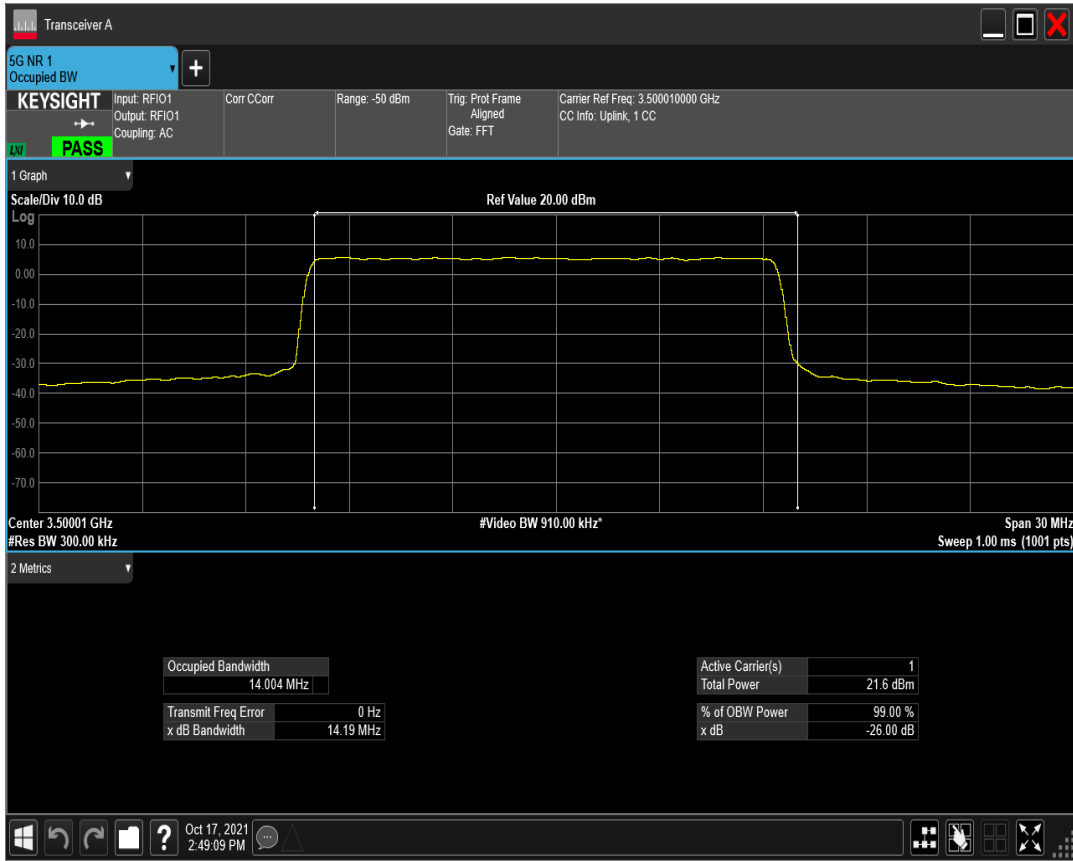 Transceiver A
5G NR 1
Occupied BW
KEYSIGHT
LXI
PASS
Input: RFIO1
Output: RFIO1
Coupling: AC
Corr CCorr
Range: -50 dBm
Trig: Prot Frame
Aligned
Gate: FFT
Carrier Ref Freq: 3.500010000 GHz
CC Info: Uplink, 1 CC
1 Graph
Scale/Div 10.0 dB
Ref Value 20.00 dBm
Log
10.0
0.00
-10.0
-20.0
-30.0
-40.0
-50.0
-60.0
-70.0
Center 3.50001 GHz
#Video BW 910.00 kHz*
Span 30 MHz
#Res BW 300.00 kHz
Sweep 1.00 ms (1001 pts)
2 Metrics
Occupied Bandwidth
14.004 MHz
Transmit Freq Error 0 Hz
x dB Bandwidth 14.19 MHz
Active Carrier(s) 1
Total Power 21.6 dBm
% of OBW Power 99.00 %
x dB -26.00 dB
Oct 17, 2021
2:49:09 PM